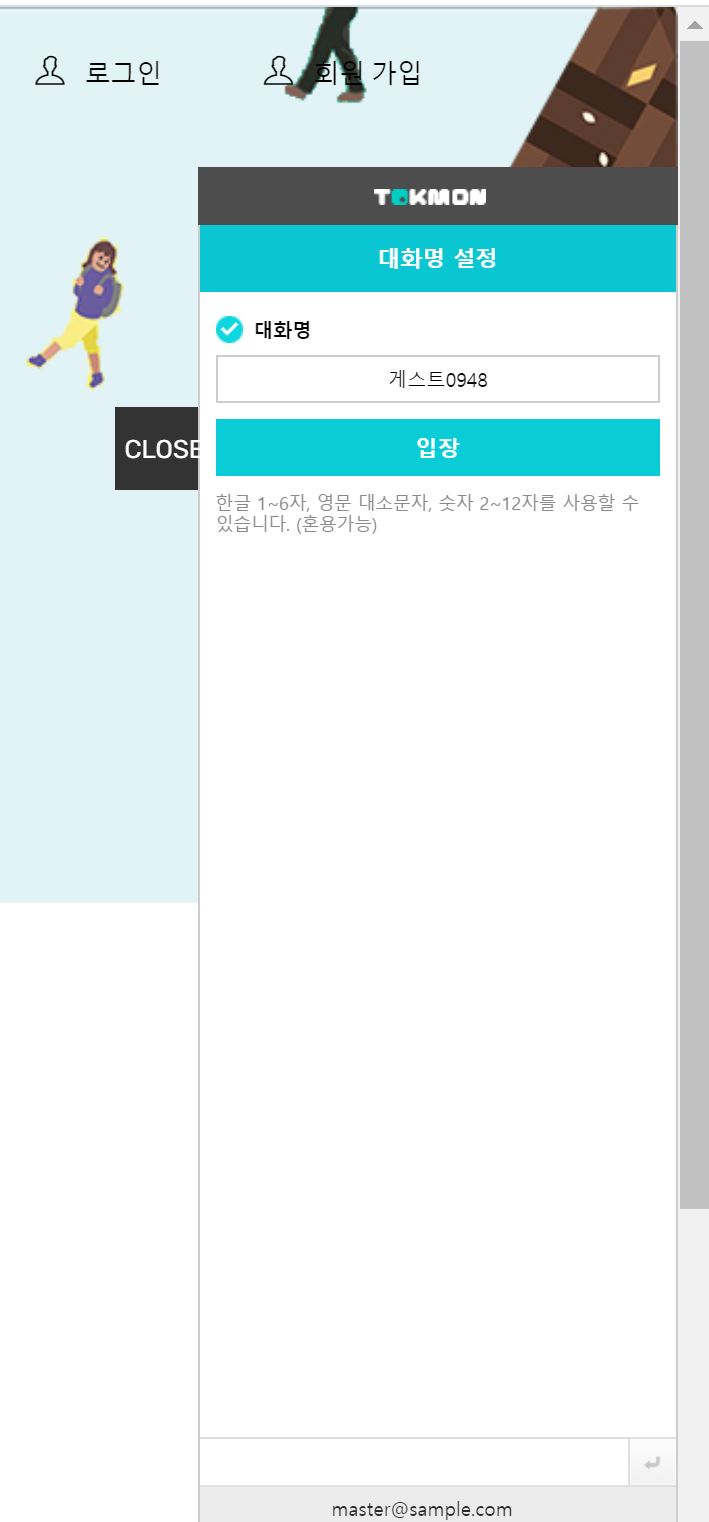 로그인
회원 가입
TOKMON
대화명 설정
대화명
게스트0948
CLOSE
입장
한글 1~6자, 영문 대소문자, 숫자 2~12자를 사용할 수
있습니다. (혼용가능)
master@sample.com